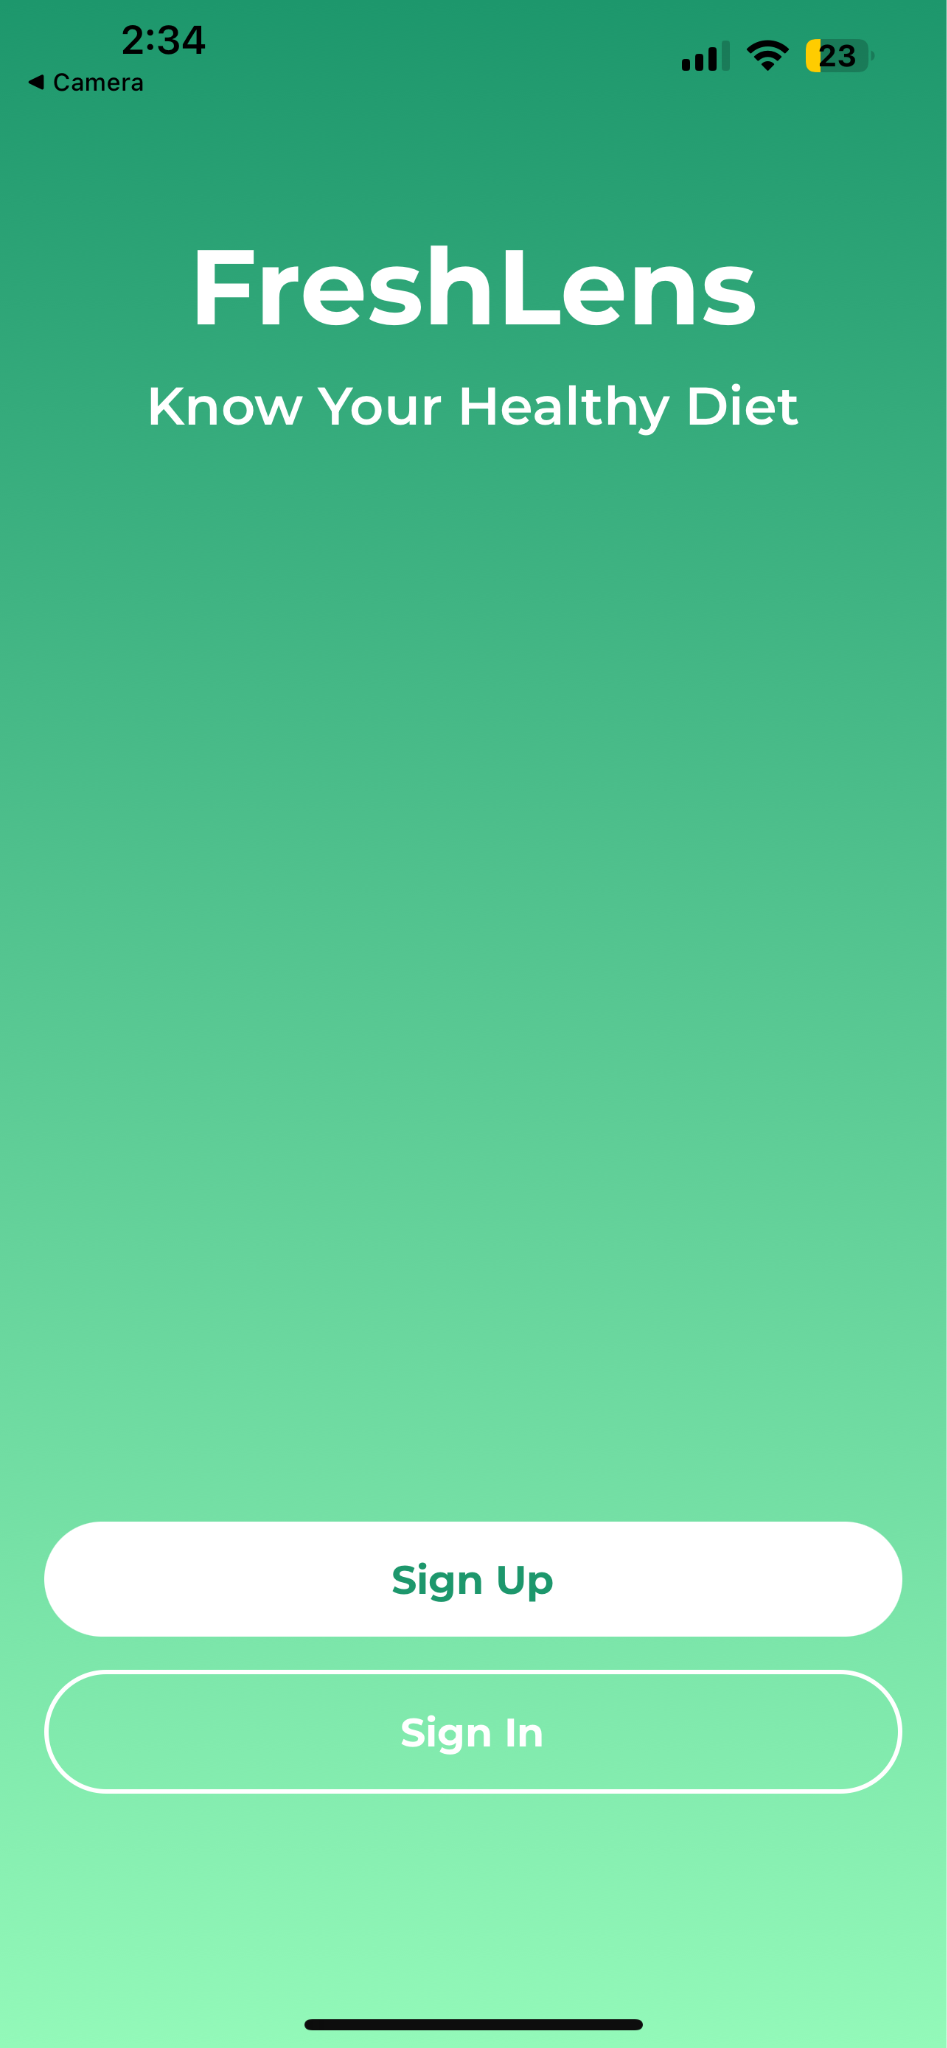 2:34
◀ Camera
23
FreshLens
Know Your Healthy Diet
Sign Up
Sign In